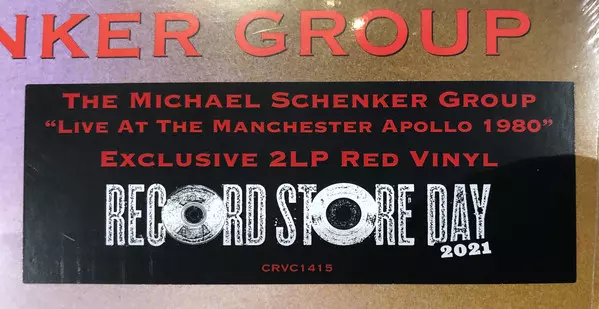 NKER GROUP
THE MICHAEL SCHENKER GROUP
“LIVE AT THE MANCHESTER APOLLO 1980”
EXCLUSIVE 2LP RED VINYL
RECORD STORE DAY
2021
CRVC1415